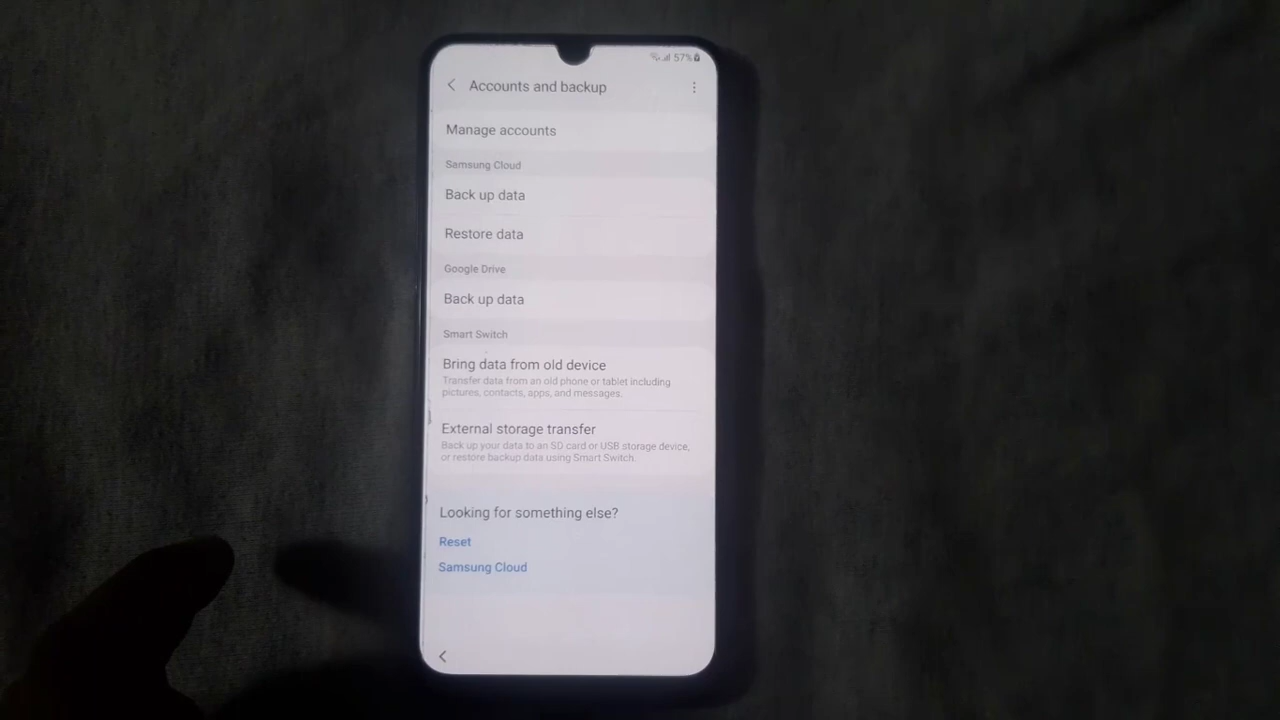 57%
Accounts and backup
Manage accounts
Samsung Cloud
Back up data
Restore data
Google Drive
Back up data
Smart Switch
Bring data from old device
Transfer data from an old phone or tablet including
pictures, contacts, apps, and messages.
External storage transfer
Back up your data to an SD card or USB storage device,
or restore backup data using Smart Switch.
Looking for something else?
Reset
Samsung Cloud